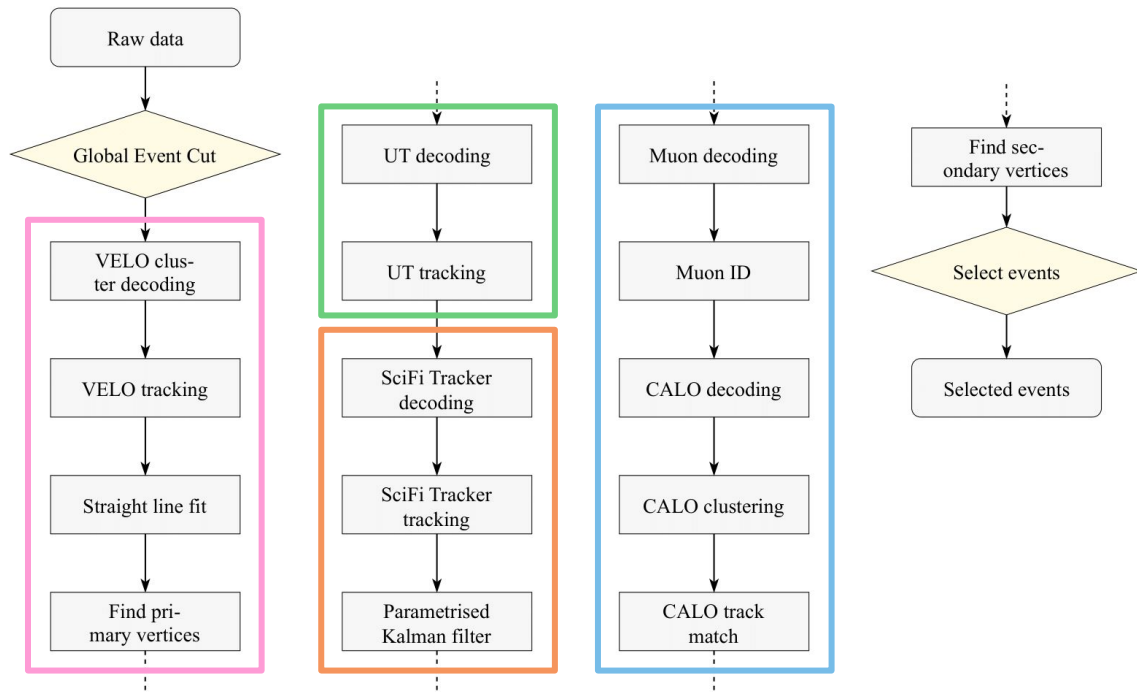 Raw data
Global Event Cut
VELO clus-
ter decoding
VELO tracking
Straight line fit
Find pri-
mary vertices
UT decoding
UT tracking
SciFi Tracker
decoding
SciFi Tracker
tracking
Parametrised
Kalman filter
Muon decoding
Muon ID
CALO decoding
CALO clustering
CALO track
match
Find sec-
ondary vertices
Select events
Selected events